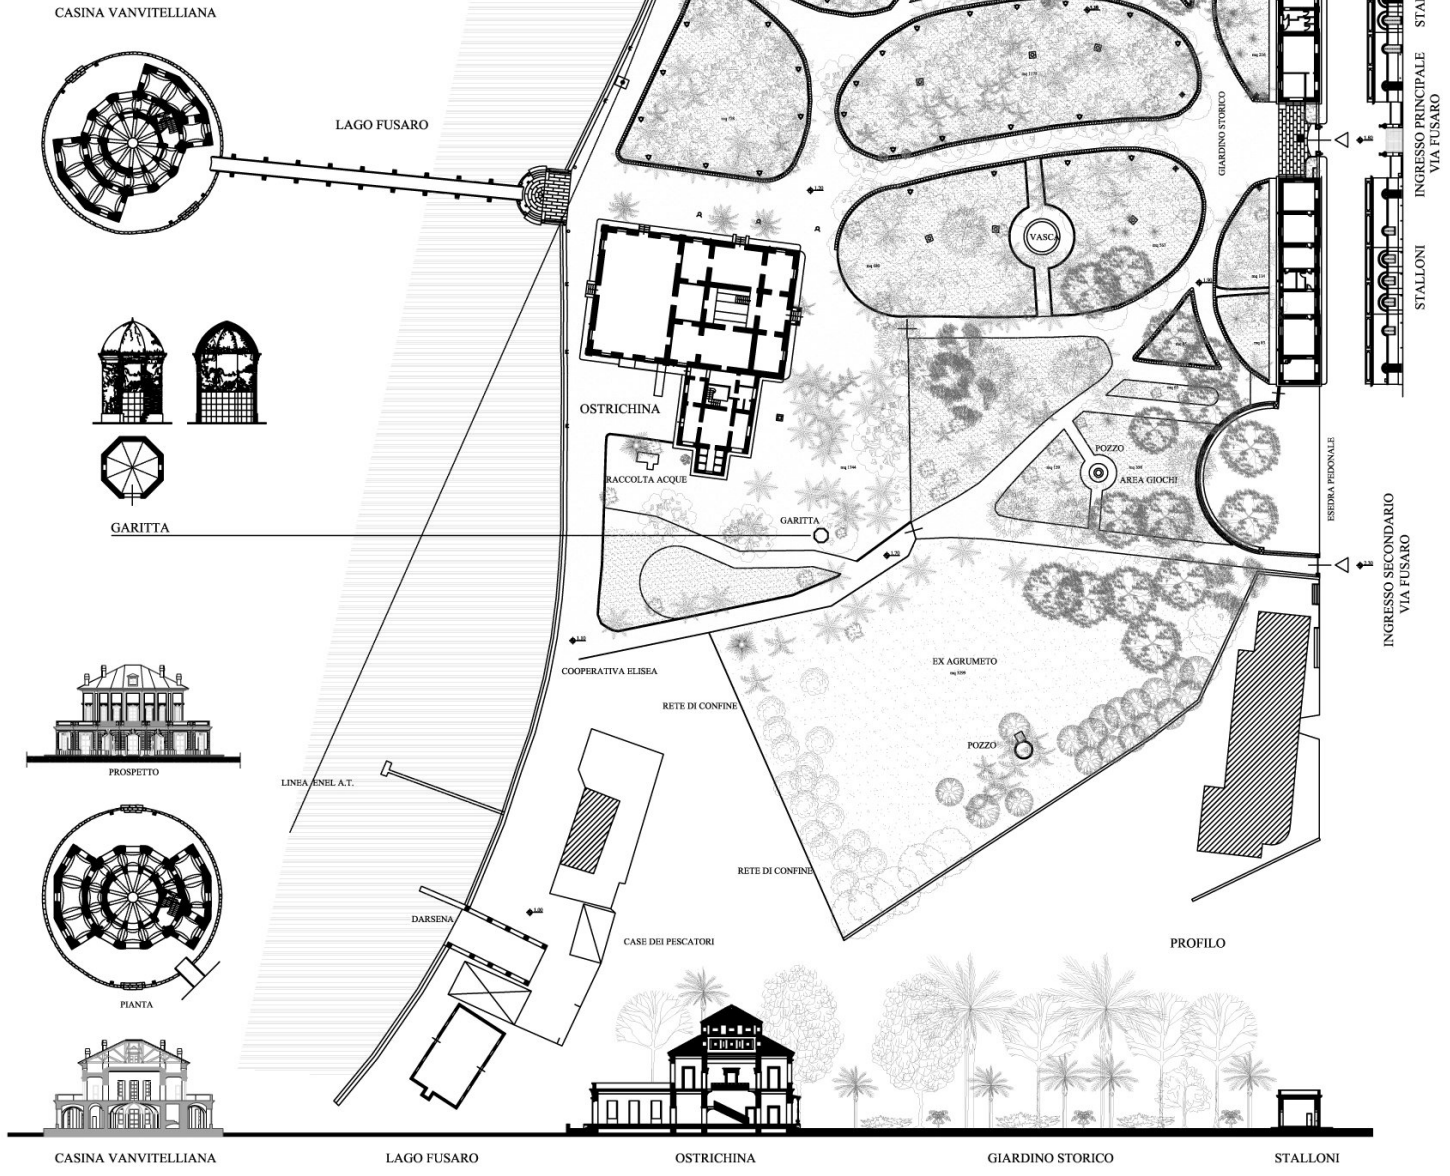 CASINA VANVITELLIANA
LAGO FUSARO
GIARDINO STORICO
INGRESSO PRINCIPALE
VIA FUSARO
VASCA
STALLONI
OSTRICHINA
RACCOLTA ACQUE
POZZO
AREA GIOCHI
ESEDRA PEDONALE
GARITTA
GARITTA
INGRESSO SECONDARIO
VIA FUSARO
COOPERATIVA ELISEA
EX AGRUMETO
RETE DI CONFINE
POZZO
PROSPETTO
LINEA ENEL A.T.
RETE DI CONFINE
DARSENA
CASE DEI PESCATORI
PROFILO
PIANTA
CASINA VANVITELLIANA
LAGO FUSARO
OSTRICHINA
GIARDINO STORICO
STALLONI